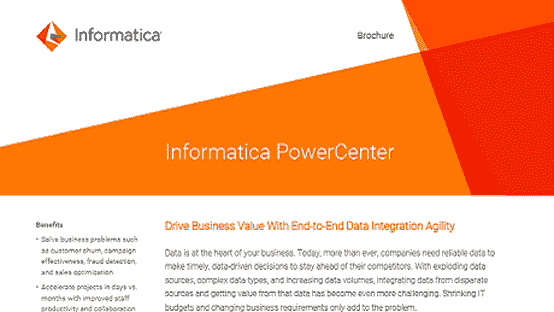 Informatica
Brochure
Informatica PowerCenter
Benefits
• Solve business problems such
as customer churn, campaign
effectiveness, fraud detection,
and sales optimization
• Accelerate projects in days vs.
months with improved staff
productivity and collaboration
Drive Business Value With End-to-End Data Integration Agility
Data is at the heart of your business. Today, more than ever, companies need reliable data to
make timely, data-driven decisions to stay ahead of their competitors. With exploding data
sources, complex data types, and increasing data volumes, integrating data from disparate
sources and getting value from that data has become even more challenging. Shrinking IT
budgets and changing business requirements only add to the problem.